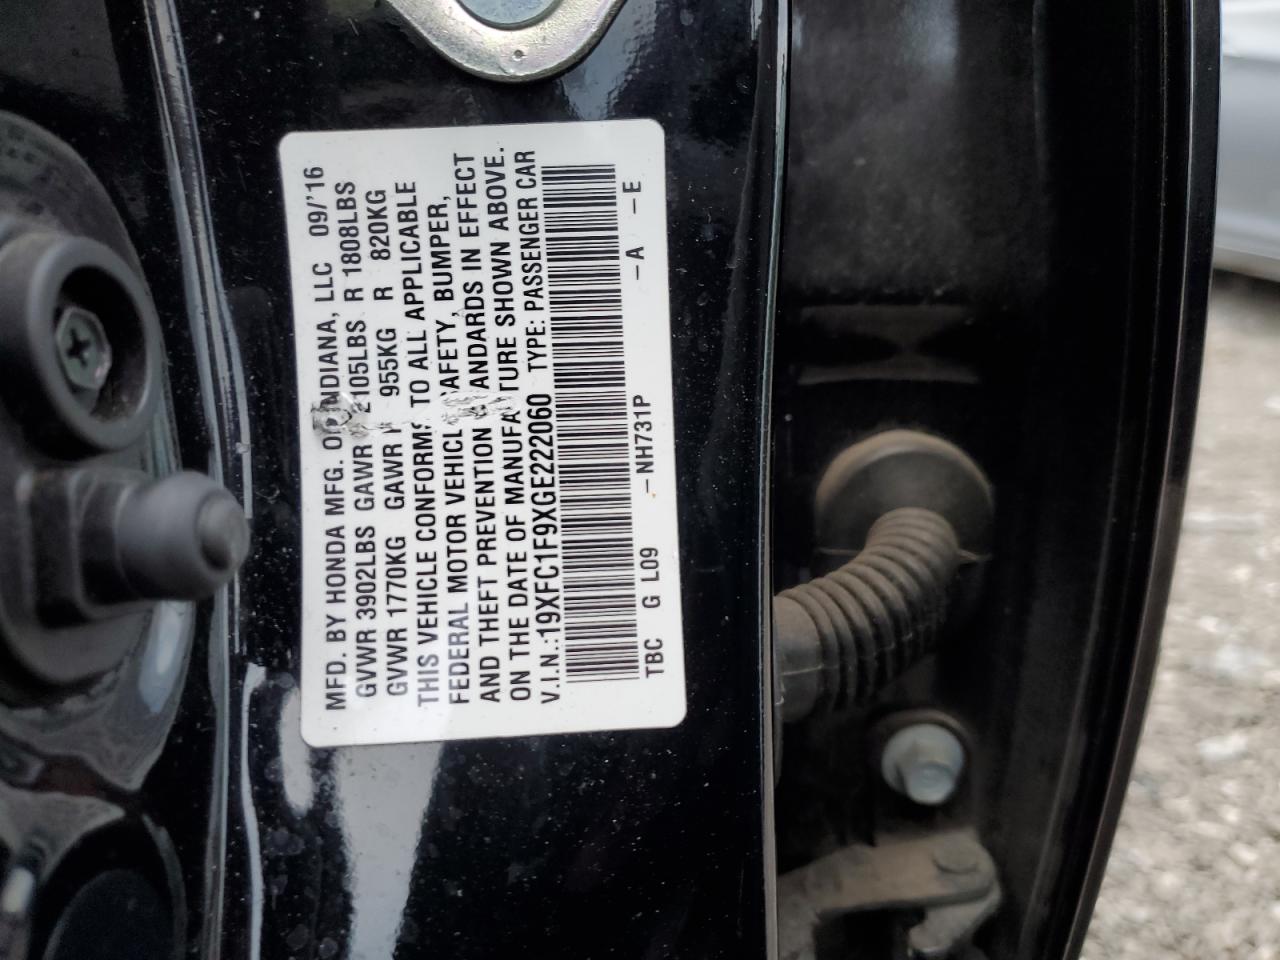 MFD. BY HONDA MFG. OF INDIANA, LLC 09/'16
GVWR 3902LBS GAWR 2105LBS R 1808LBS
GVWR 1770KG GAWR 955KG R 820KG
THIS VEHICLE CONFORMS TO ALL APPLICABLE
FEDERAL MOTOR VEHICLE SAFETY, BUMPER,
AND THEFT PREVENTION STANDARDS IN EFFECT
ON THE DATE OF MANUFACTURE SHOWN ABOVE.
V.I.N.:19XFC1F9XGE222060 TYPE: PASSENGER CAR
TBC G L09 -NH731P -A -E